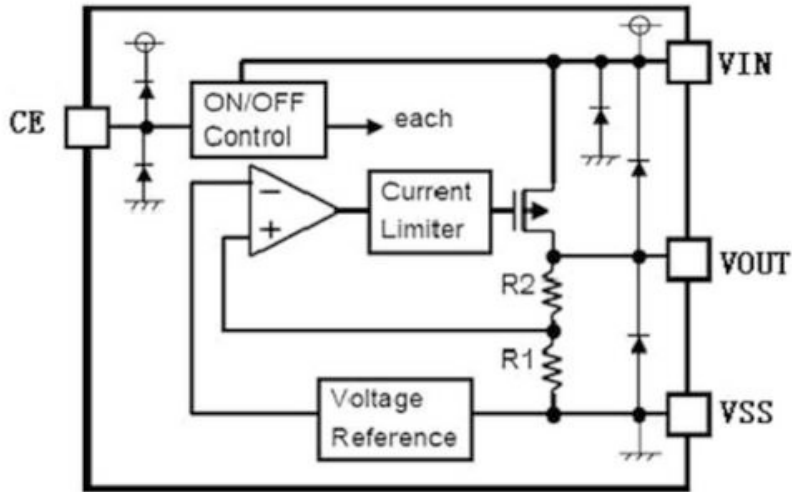 VIN
CE
ON/OFF
Control
each
−
+
Current
Limiter
VOUT
R2
R1
Voltage
Reference
VSS